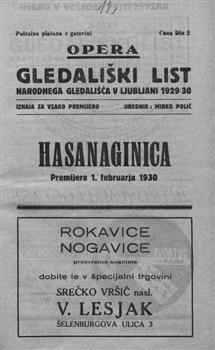 Poštnina plačana v gotovini
Cena Din 2
OPERA
GLEDALIŠKI LIST
NARODNEGA GLEDALIŠČA V LJUBLJANI 1929/30
IZHAJA ZA VSAKO PREMIJERO
UREDNIK: MIRKO POLIČ
HASANAGINICA
Premijera 1. februarja 1930
ROKAVICE
NOGAVICE
prvovrstne kvalitete
dobite le v špecijalni trgovini
SREČKO VRŠIČ nasl.
V. LESJAK
ŠELENBURGOVA ULICA 3